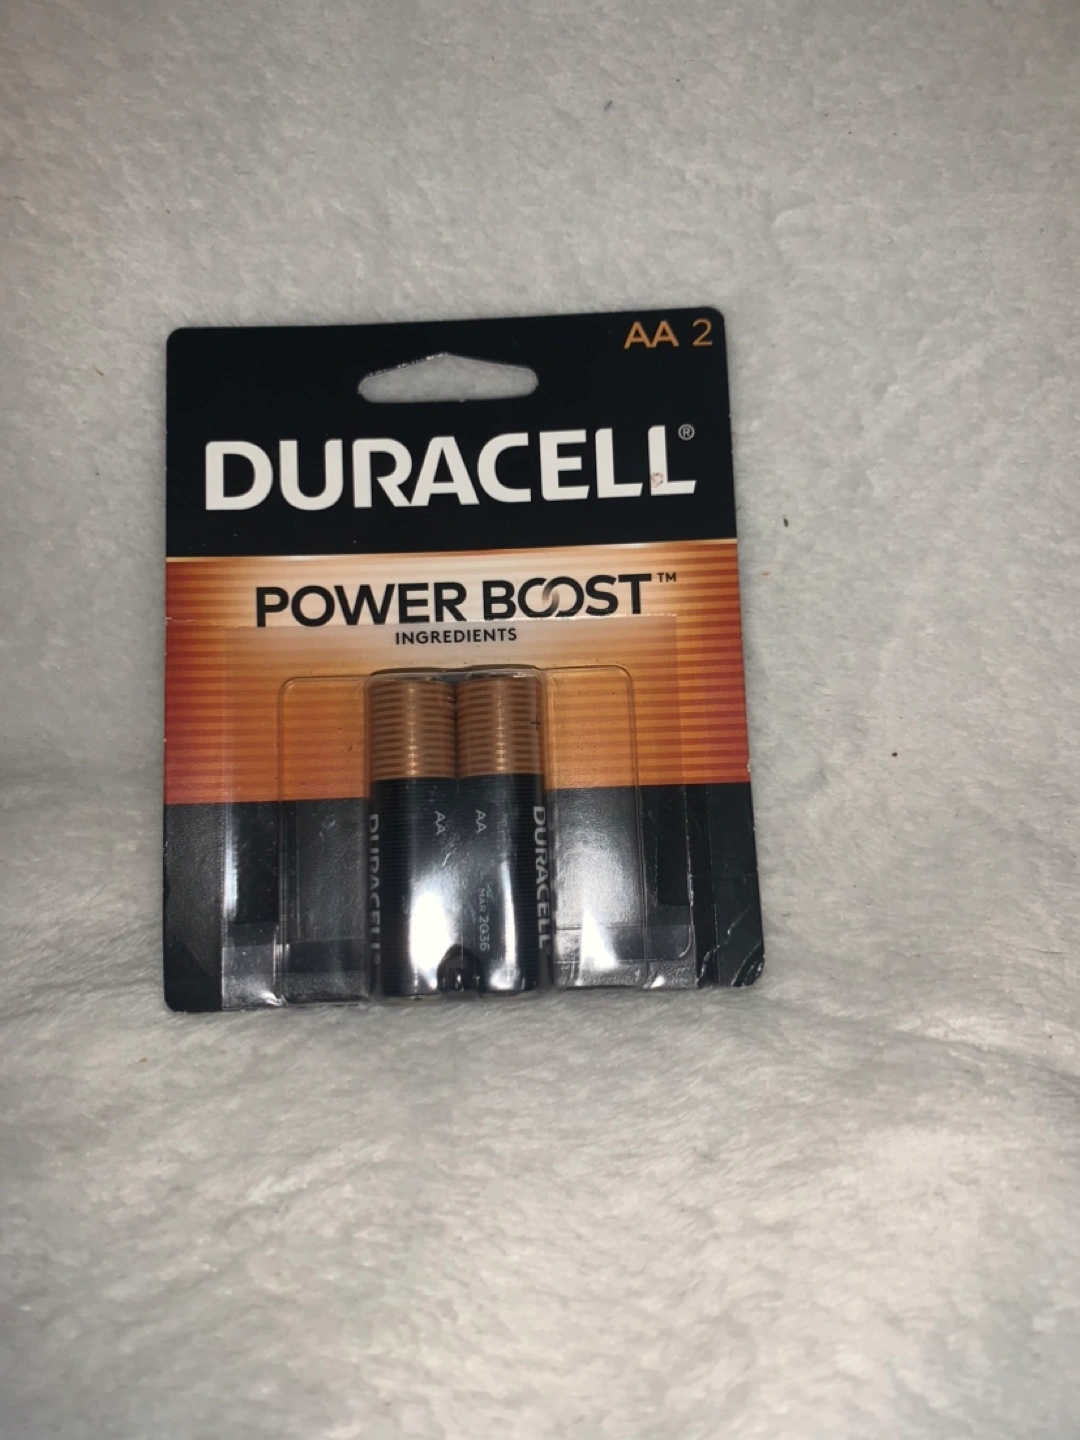 AA 2
DURACELL®
POWER BOOST™
INGREDIENTS
DURACELL
AA
AA
MAR 2036
DURACELL